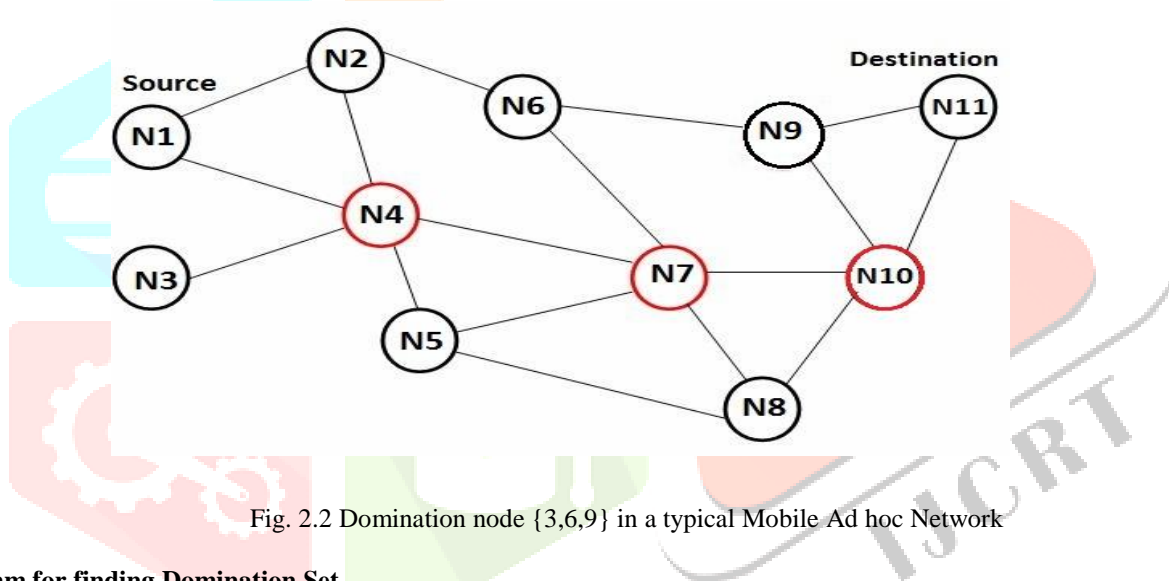 N2
Source
Destination
N6
N11
N1
N9
N4
N7
N10
N3
N5
N8
IJCRT
Fig. 2.2 Domination node {3,6,9} in a typical Mobile Ad hoc Network
for finding Domination Set